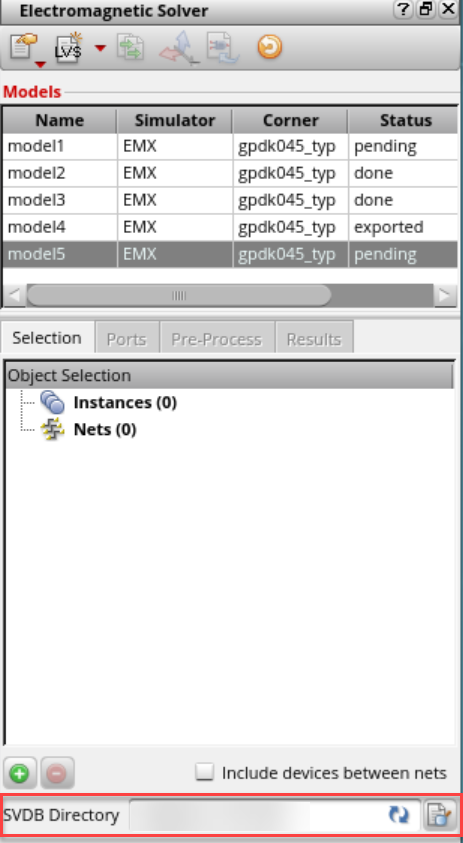 Electromagnetic Solver
LVS
Models
Name Simulator Corner Status
model1 EMX gpdk045_typ pending
model2 EMX gpdk045_typ done
model3 EMX gpdk045_typ done
model4 EMX gpdk045_typ exported
model5 EMX gpdk045_typ pending
Selection Ports Pre-Process Results
Object Selection
Instances (0)
Nets (0)
Include devices between nets
SVDB Directory